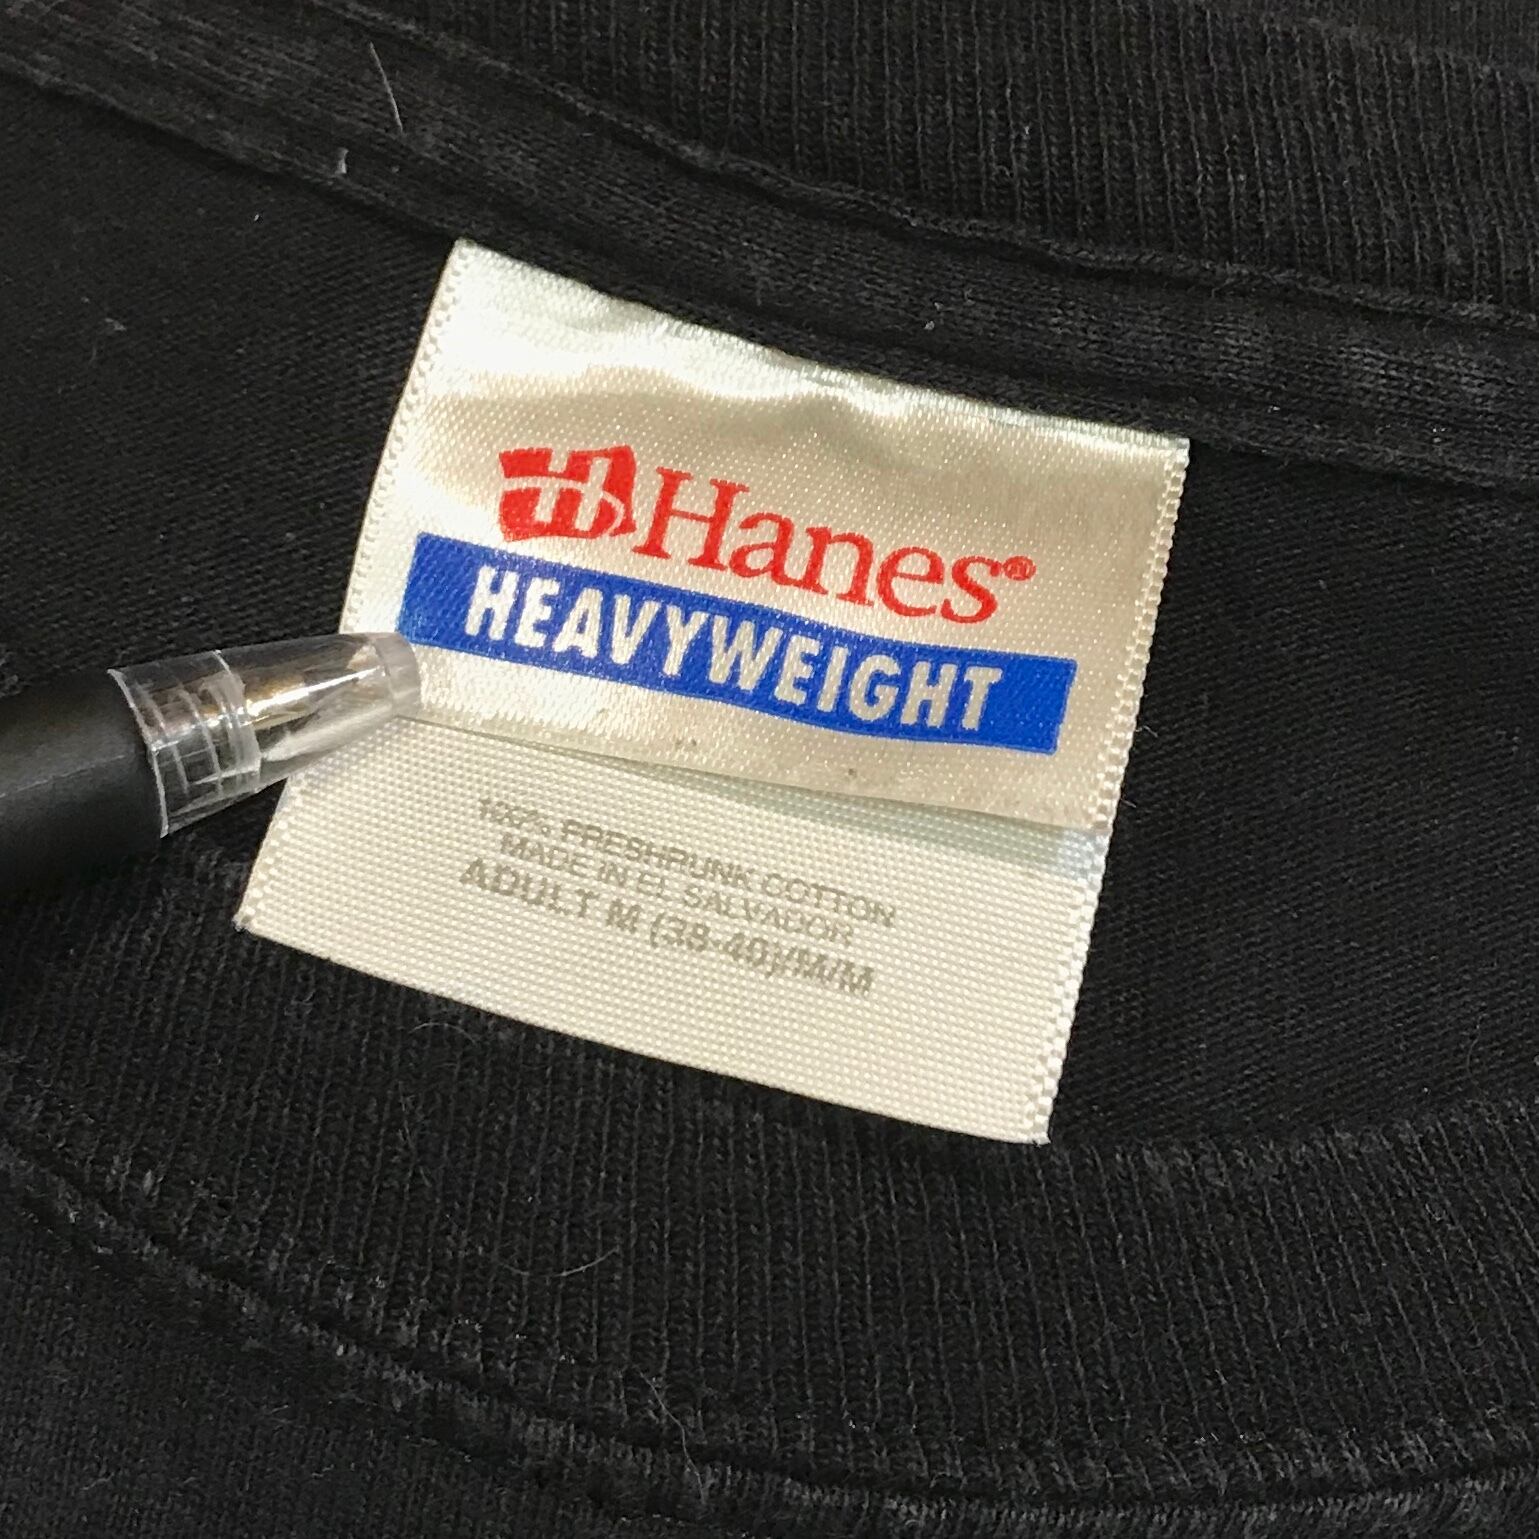 Hanes®
HEAVYWEIGHT
100% PRESHRUNK COTTON
MADE IN EL SALVADOR
ADULT M (38-40)/M/M